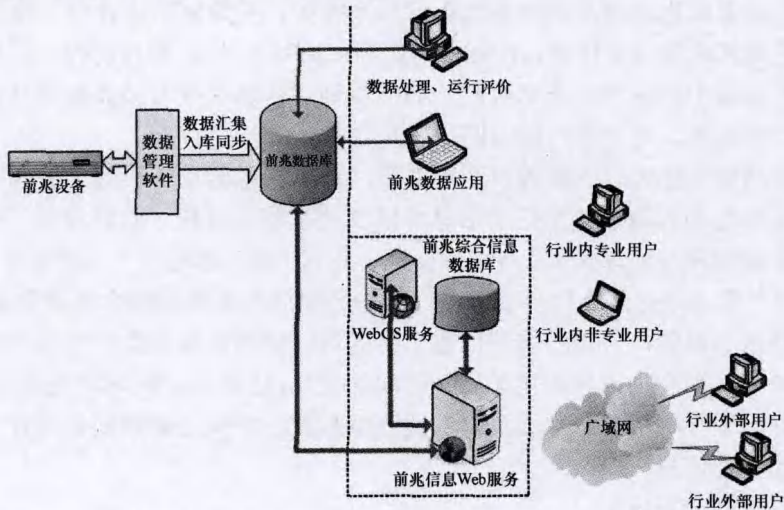 数据处理、运行评价
数据汇集
入库同步
数据
管理
软件
前兆数据库
前兆设备
前兆数据应用
前兆综合信息
数据库
行业内专业用户
WebCS服务
行业内非专业用户
广域网
行业外部用户
前兆信息Web服务
行业外部用户